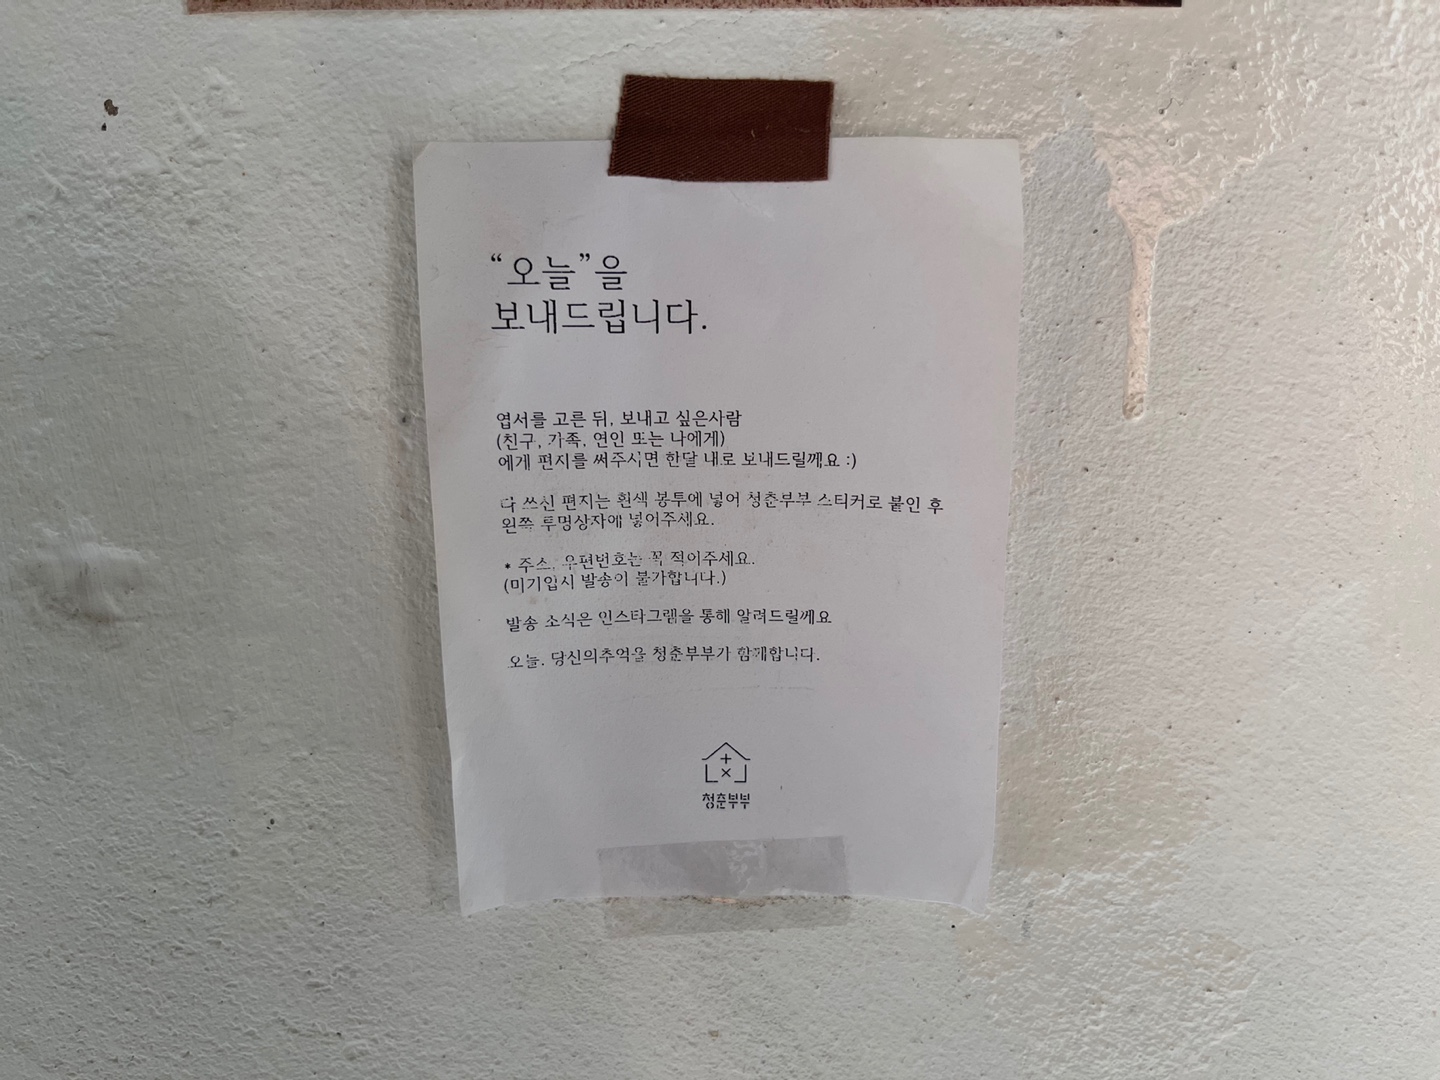 “오늘”을
보내드립니다.
엽서를 고른 뒤, 보내고 싶은사람
(친구, 가족, 연인 또는 나에게)
에게 편지를 써주시면 한달 내로 보내드릴께요 :)
다 쓰신 편지는 흰색 봉투에 넣어 청춘부부 스티커로 붙인 후
왼쪽 투명상자에 넣어주세요.
* 주소, 우편번호는 꼭 적어주세요.
(미기입시 발송이 불가합니다.)
발송 소식은 인스타그램을 통해 알려드릴께요
오늘. 당신의추억을 청춘부부가 함께합니다.
청춘부부